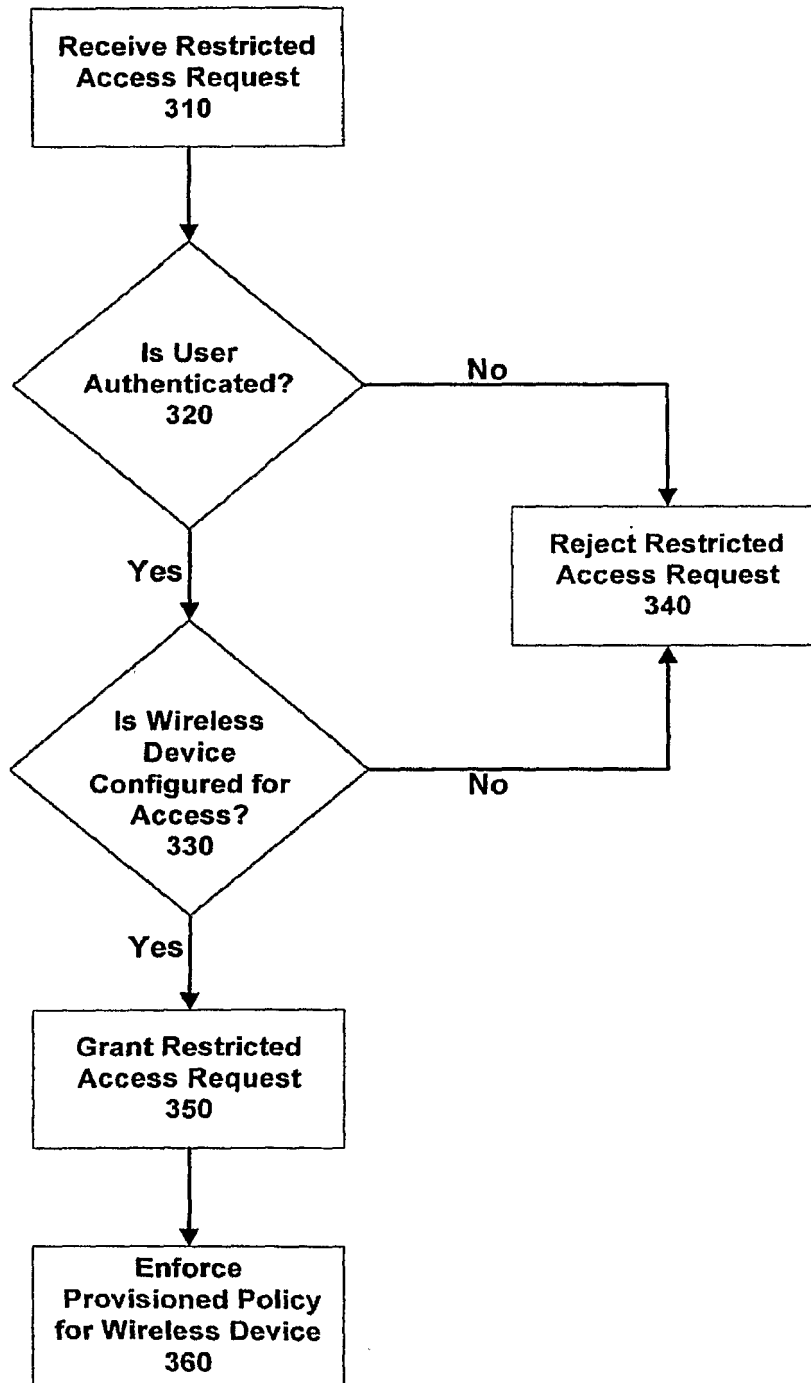 Receive Restricted
Access Request
310
Is User
Authenticated?
320
No
Yes
Reject Restricted
Access Request
340
Is Wireless
Device
Configured for
Access?
330
No
Yes
Grant Restricted
Access Request
350
Enforce
Provisioned Policy
for Wireless Device
360